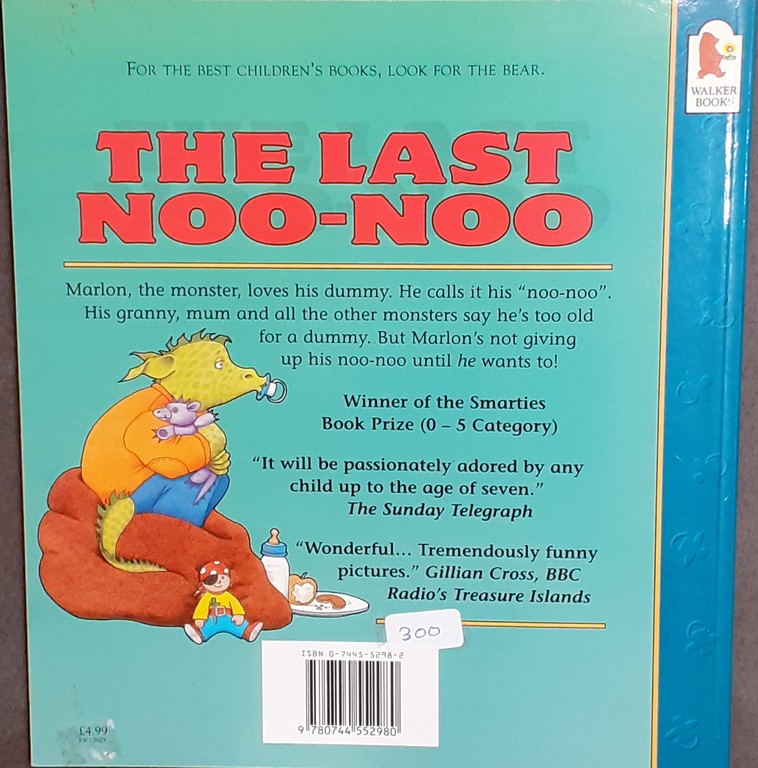 FOR THE BEST CHILDREN'S BOOKS, LOOK FOR THE BEAR.
WALKER
BOOKS
THE LAST
NOO-NOO
Marlon, the monster, loves his dummy. He calls it his "noo-noo".
His granny, mum and all the other monsters say he's too old
for a dummy. But Marlon's not giving
up his noo-noo until he wants to!
Winner of the Smarties
Book Prize (0 – 5 Category)
"It will be passionately adored by any
child up to the age of seven."
The Sunday Telegraph
"Wonderful... Tremendously funny
pictures." Gillian Cross, BBC
Radio's Treasure Islands
300
ISBN 0-7445-5298-2
9 780744 552980
£4.99